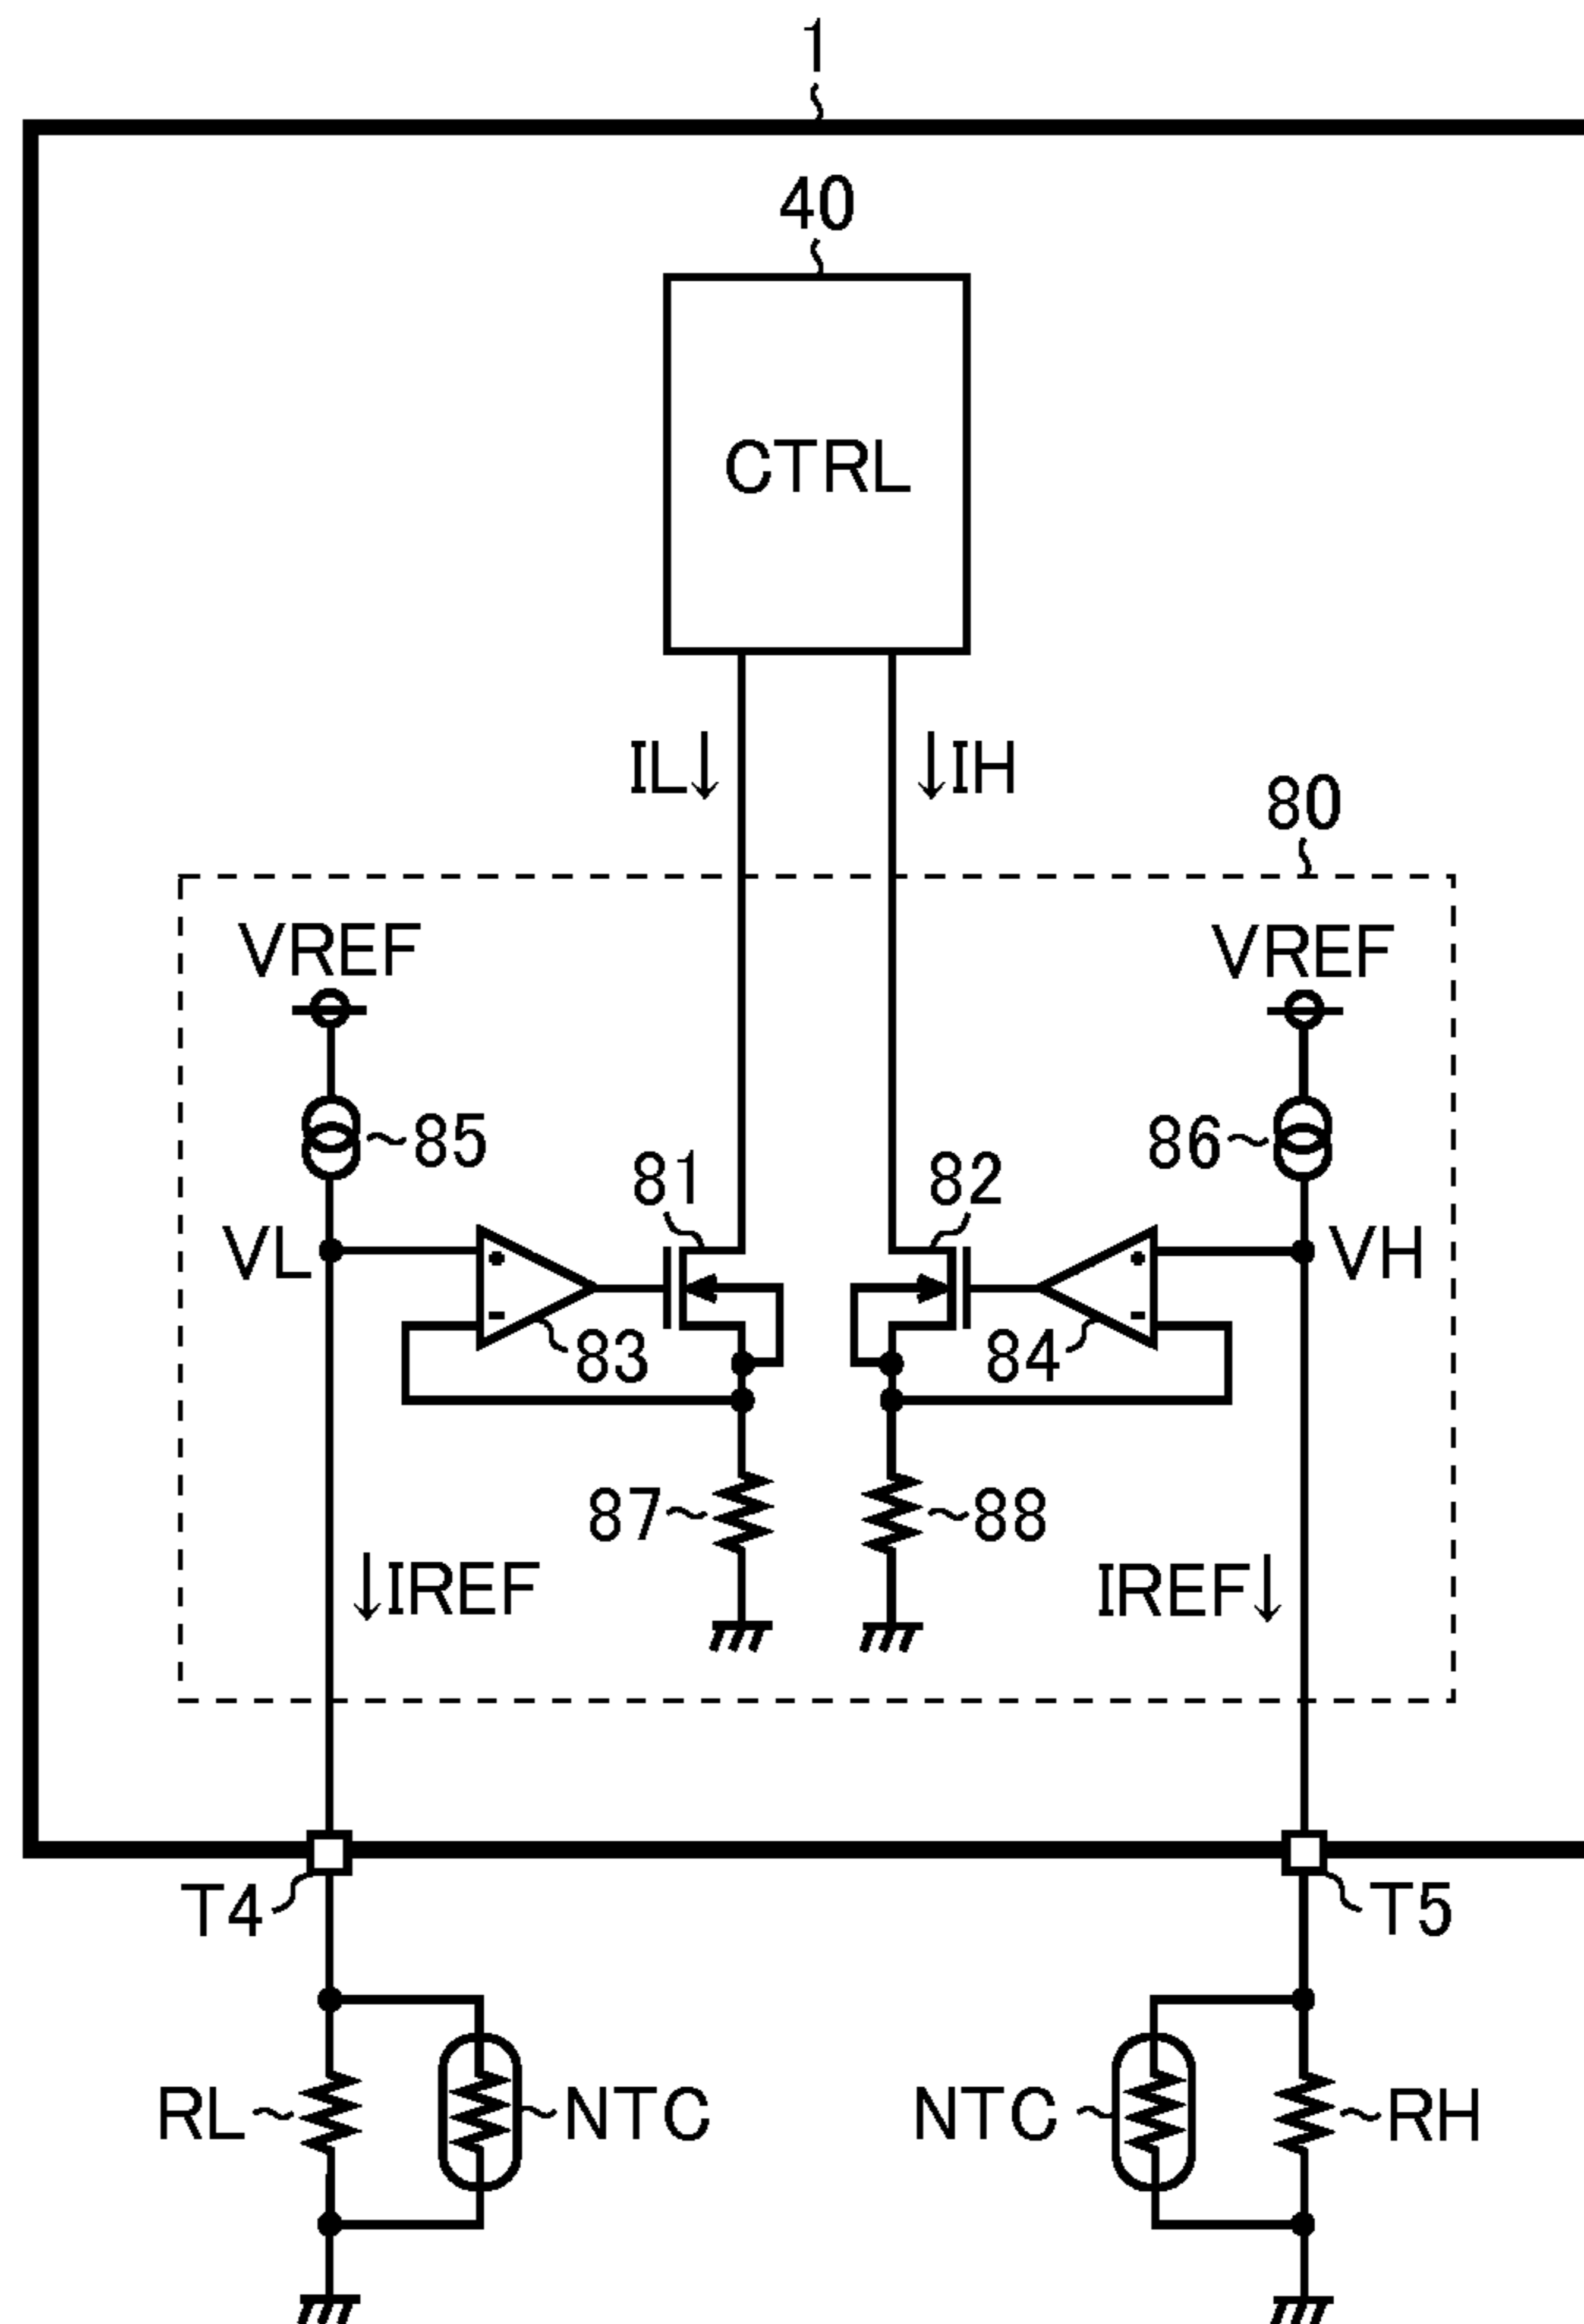 1
40
CTRL
IL↓ ↓IH
80
VREF VREF
85 86
81 82
VL VH
+ +
- -
83 84
87 88
↓IREF IREF↓
T4 T5
RL NTC NTC RH